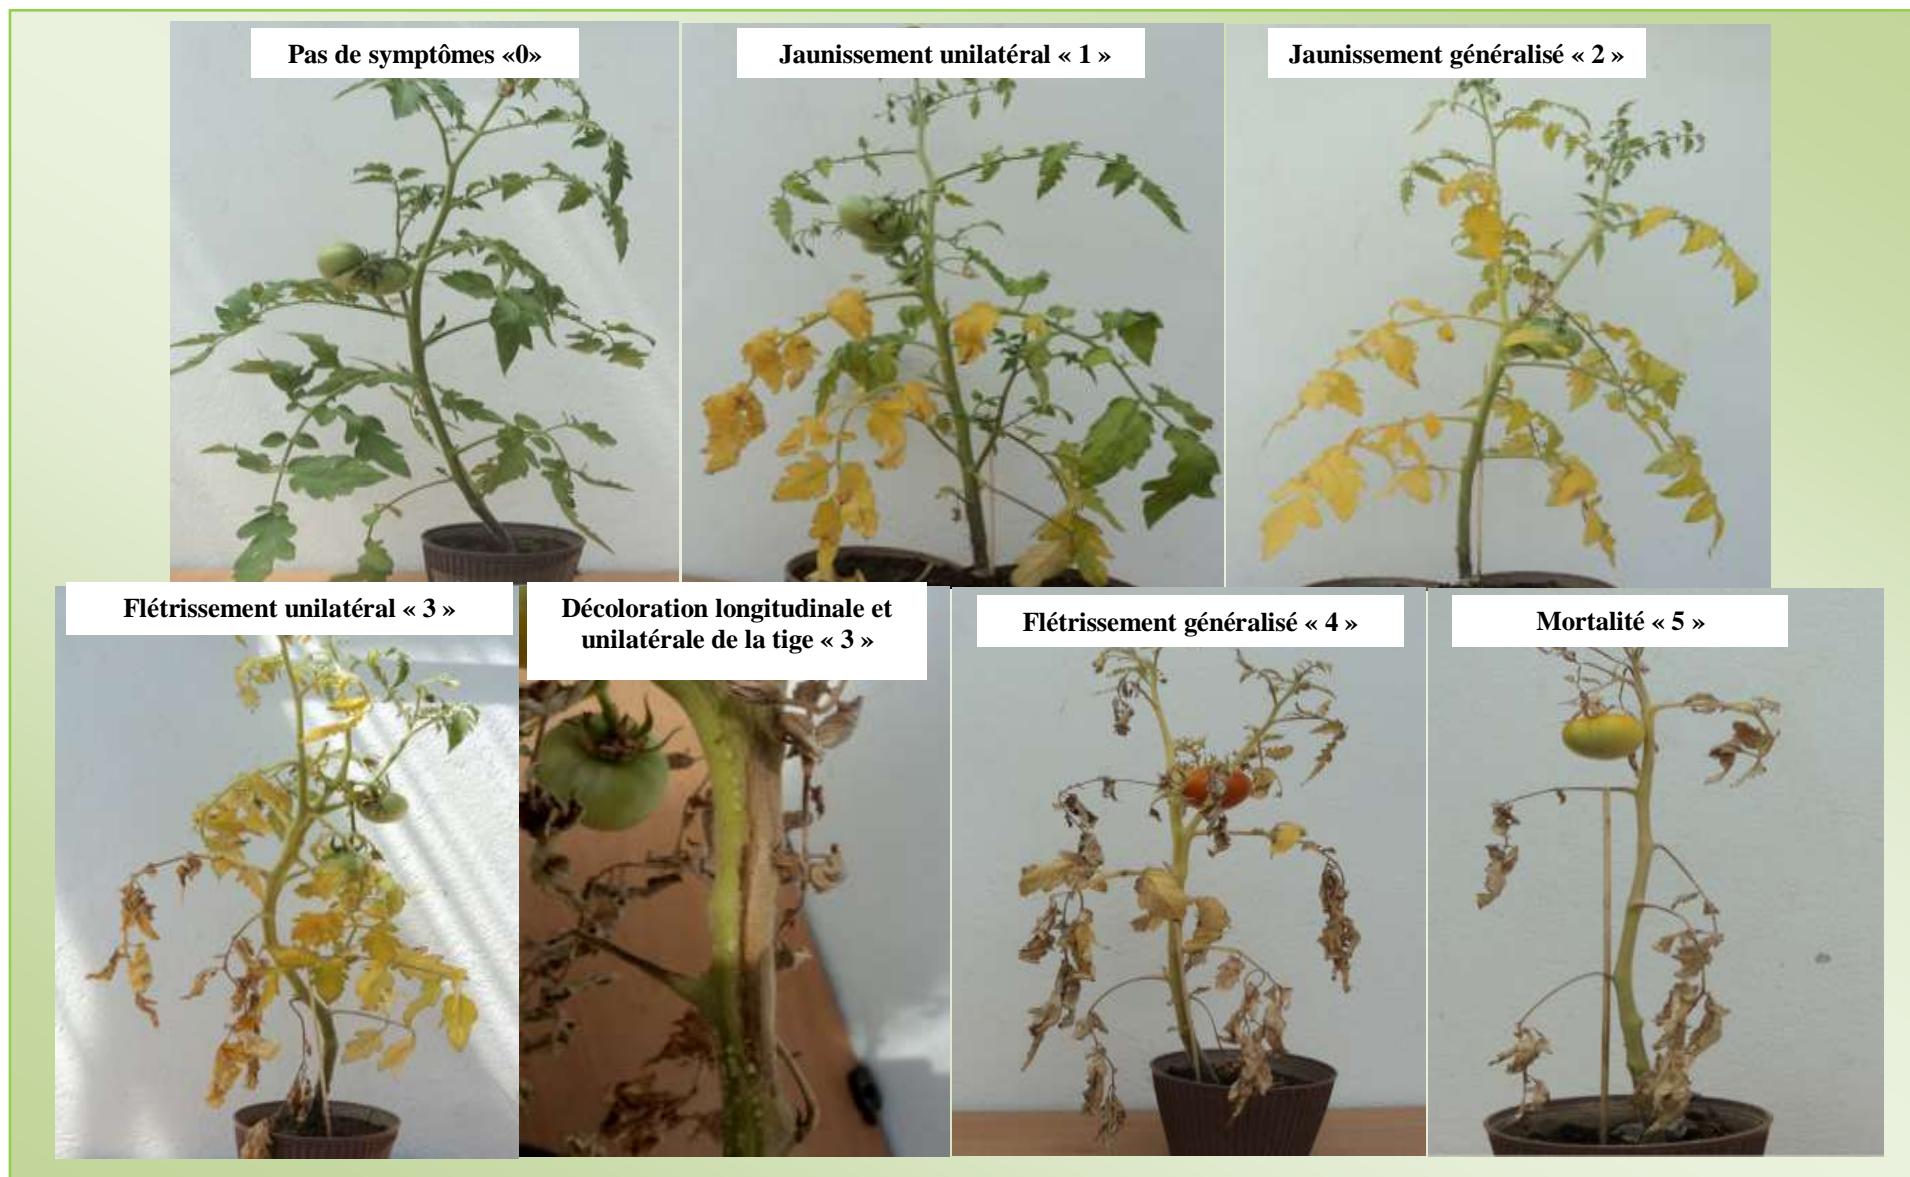 Pas de symptômes «0»
Jaunissement unilatéral « 1 »
Jaunissement généralisé « 2 »
Flétrissement unilatéral « 3 »
Décoloration longitudinale et
unilatérale de la tige « 3 »
Flétrissement généralisé « 4 »
Mortalité « 5 »